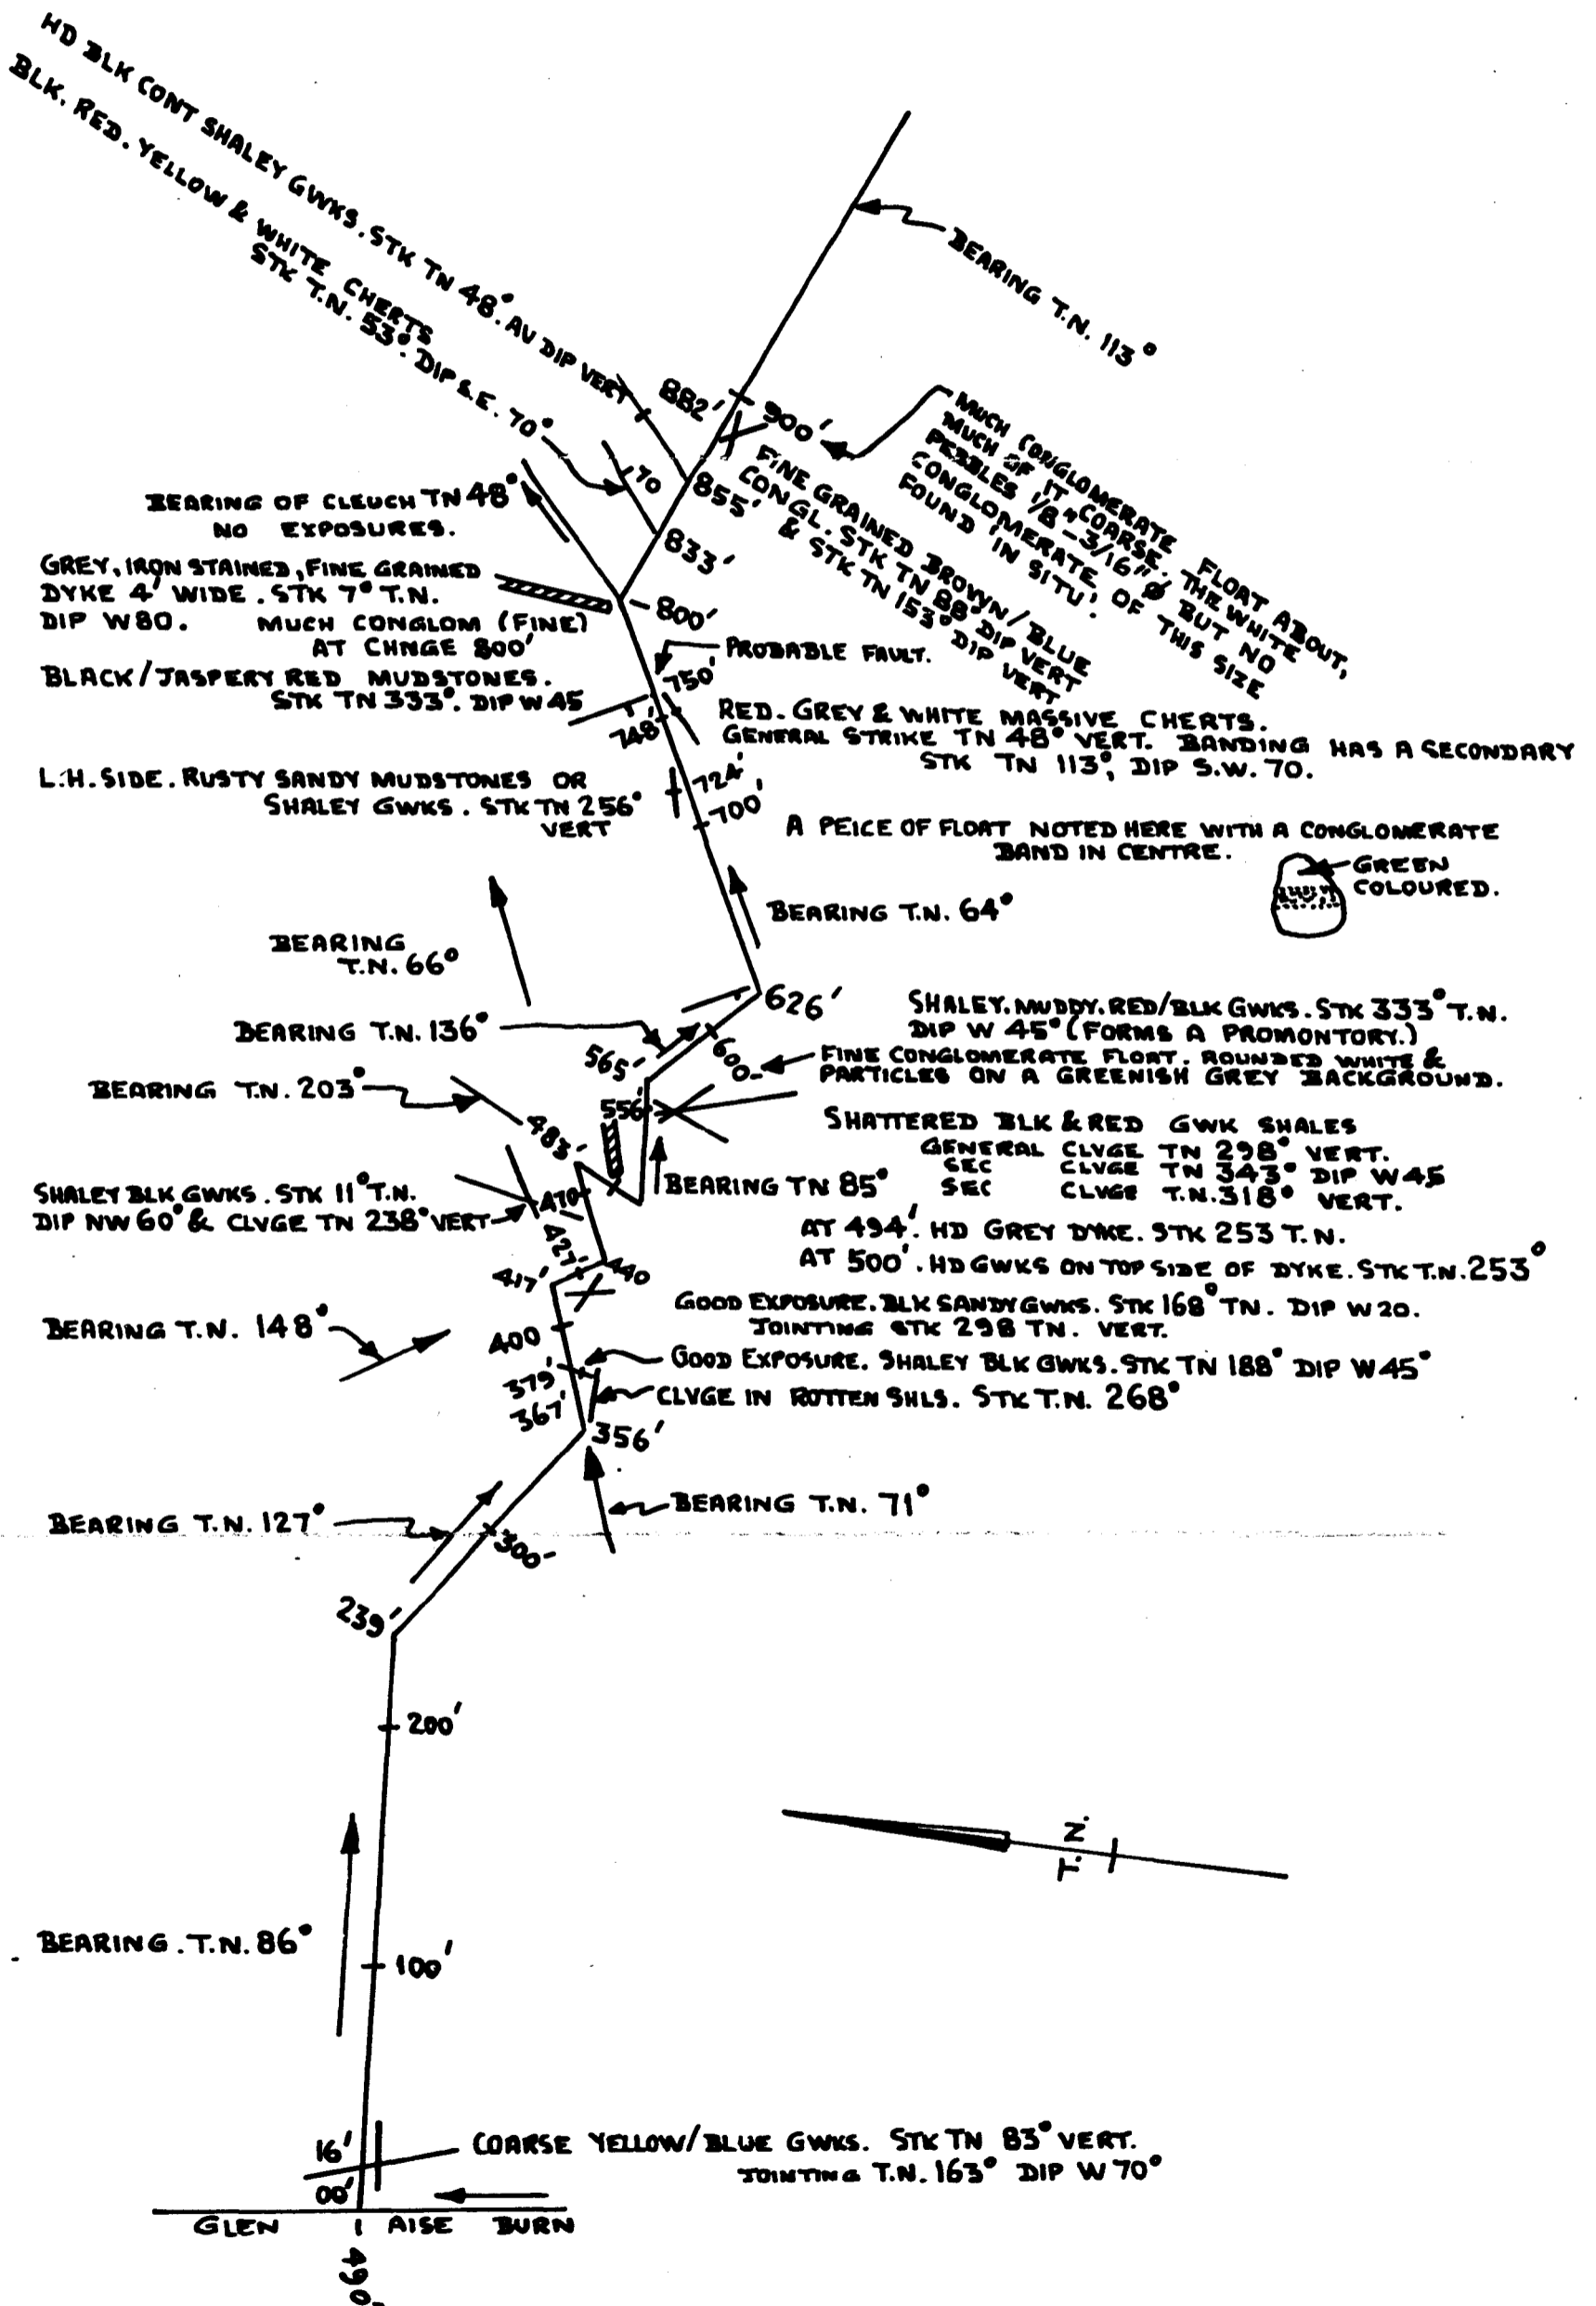 HD BLK CONT SHALEY GWKS. STK TN 48°. AV DIP VERT
BLK. RED. YELLOW & WHITE CHERTS
STK T.N. 53°. DIP S.E. 70°
BEARING T.N. 113°
882'
900'
MUCH CONGLOMERATE FLOAT ABOUT,
MUCH OF IT COARSE. THE WHITE
PEBBLES 1/8"-3/16" Ø BUT NO
CONGLOMERATE OF THIS SIZE
FOUND 'IN SITU'.
FINE GRAINED BROWN/BLUE
CONGL. STK TN 88° DIP VERT
& STK TN 153° DIP VERT
70
855'
833'
BEARING OF CLEUCH TN 48°
NO EXPOSURES.
GREY, IRON STAINED, FINE GRAINED
DYKE 4' WIDE. STK 7° T.N.
DIP W80. MUCH CONGLOM (FINE)
AT CHNGE 800'
800'
PROBABLE FAULT.
750'
BLACK/JASPERY RED MUDSTONES.
STK TN 333°. DIP W45
748'
RED. GREY & WHITE MASSIVE CHERTS.
GENERAL STRIKE TN 48° VERT. BANDING HAS A SECONDARY
STK TN 113°, DIP S.W. 70.
L.H. SIDE. RUSTY SANDY MUDSTONES OR
SHALEY GWKS. STK TN 256°
VERT
724'
700'
A PEICE OF FLOAT NOTED HERE WITH A CONGLOMERATE
BAND IN CENTRE.
GREEN
COLOURED.
BEARING T.N. 64°
BEARING
T.N. 66°
626'
SHALEY. MUDDY. RED/BLK GWKS. STK 333° T.N.
DIP W 45° (FORMS A PROMONTORY.)
BEARING T.N. 136°
565'
600-
FINE CONGLOMERATE FLOAT. ROUNDED WHITE &
PARTICLES ON A GREENISH GREY BACKGROUND.
BEARING T.N. 203°
483'
556'
SHATTERED BLK & RED GWK SHALES
GENERAL CLVGE TN 298° VERT.
SEC CLVGE TN 343° DIP W45
SEC CLVGE T.N. 318° VERT.
BEARING TN 85°
SHALEY BLK GWKS. STK 11° T.N.
DIP NW 60° & CLVGE TN 238° VERT
470
427'
AT 494'. HD GREY DYKE. STK 253 T.N.
AT 500'. HD GWKS ON TOP SIDE OF DYKE. STK T.N. 253°
417'
440
GOOD EXPOSURE. BLK SANDY GWKS. STK 168° TN. DIP W20.
JOINTING STK 298 TN. VERT.
BEARING T.N. 148°
400
GOOD EXPOSURE. SHALEY BLK GWKS. STK TN 188° DIP W45°
379'
367'
CLVGE IN ROTTEN SHLS. STK T.N. 268°
356'
BEARING T.N. 71°
BEARING T.N. 127°
300-
239'
200'
T.N.
BEARING. T.N. 86°
100'
16'
COARSE YELLOW/BLUE GWKS. STK TN 83° VERT.
JOINTING T.N. 163° DIP W 70°
00'
GLEN AISE BURN
490'